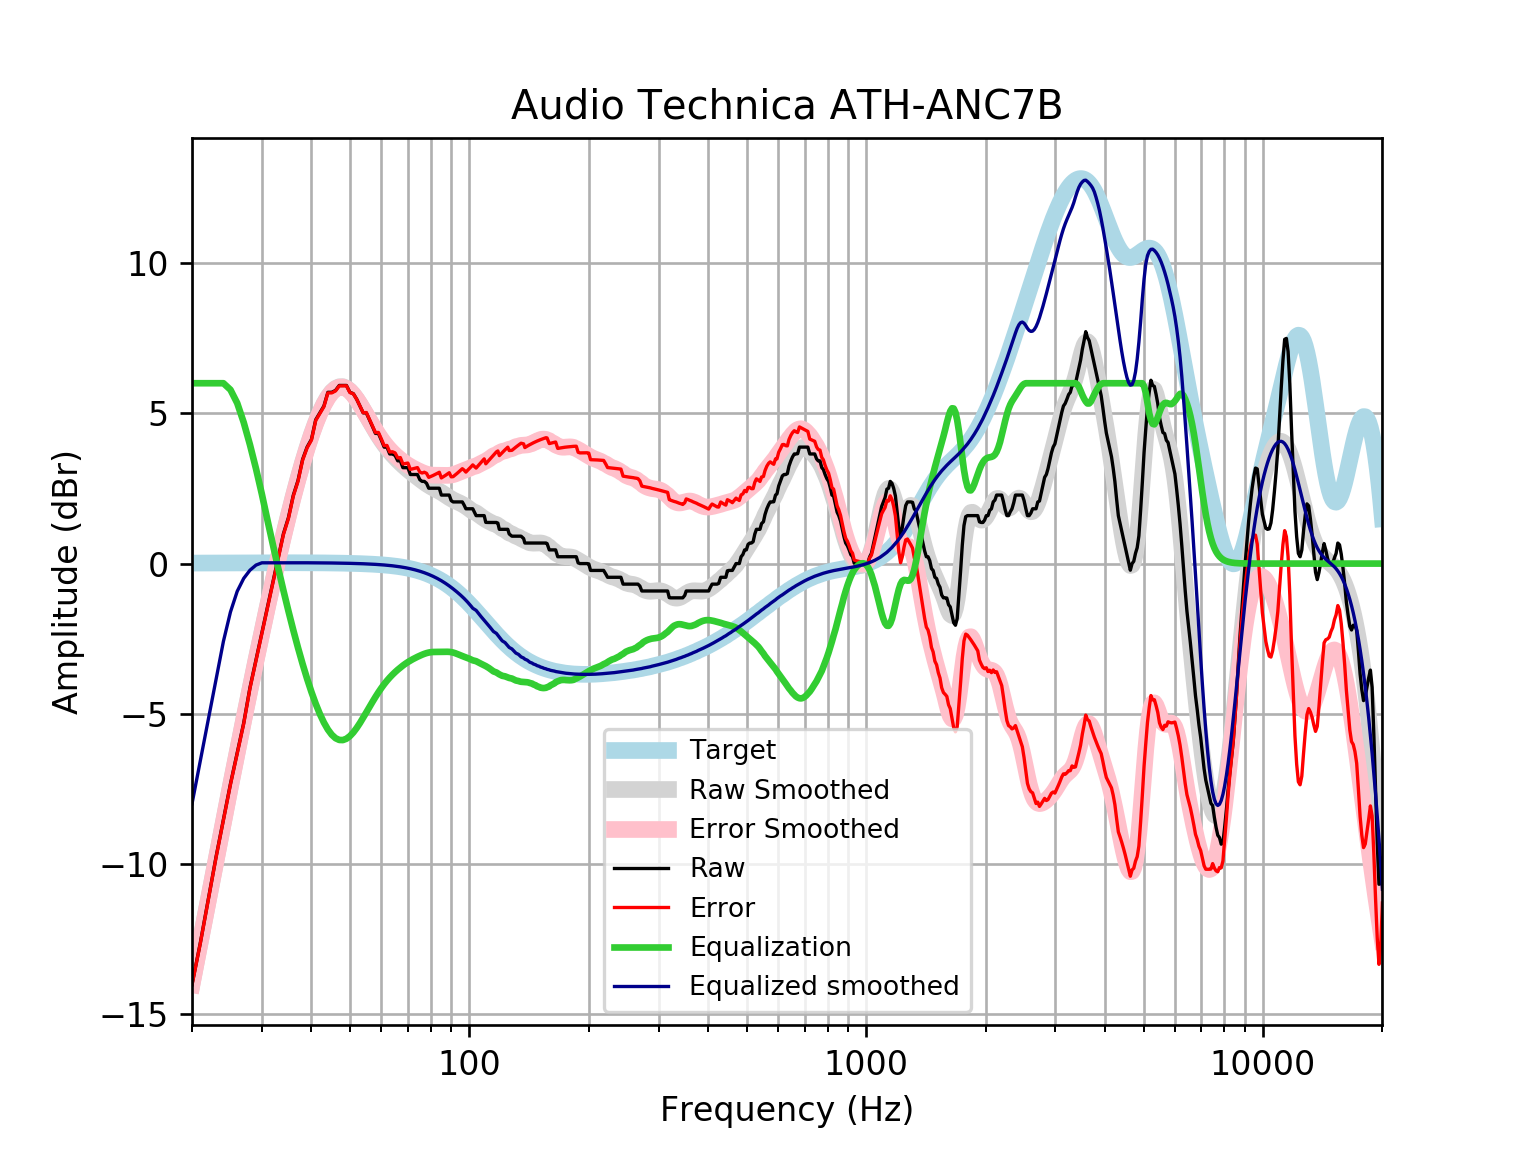 Audio Technica ATH-ANC7B
Amplitude (dBr)
10
5
0
−5
−10
−15
Target
Raw Smoothed
Error Smoothed
Raw
Error
Equalization
Equalized smoothed
100 1000 10000
Frequency (Hz)